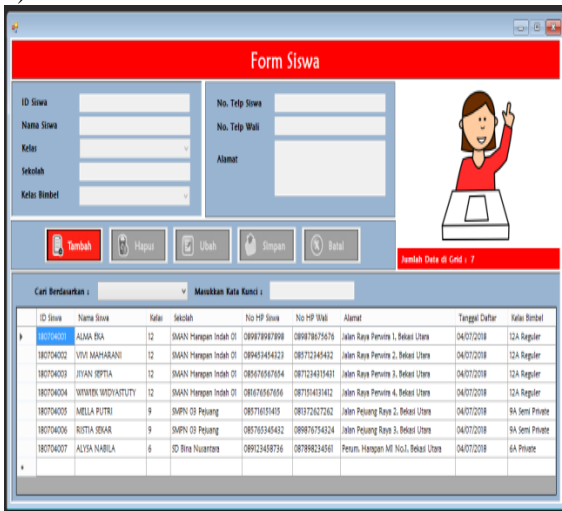 Form Siswa
ID Siswa
Nama Siswa
Kelas
Sekolah
Kelas Bimbel
No. Telp Siswa
No. Telp Wali
Alamat
Tambah Hapus Ubah Simpan Batal
Jumlah Data di Grid : 7
Cari Berdasarkan : Masukkan Kata Kunci :
ID Siswa Nama Siswa Kelas Sekolah No HP Siswa No HP Wali Alamat Tanggal Daftar Kelas Bimbel
180704001 ALMA EKA 12 SMAN Harapan Indah 01 089878987898 089878675676 Jalan Raya Perwira 1, Bekasi Utara 04/07/2018 12A Reguler
180704002 VIVI MAHARANI 12 SMAN Harapan Indah 01 089453454323 085712345432 Jalan Raya Perwira 2, Bekasi Utara 04/07/2018 12A Reguler
180704003 JIYAN SEPTIA 12 SMAN Harapan Indah 01 085676567654 0871234315431 Jalan Raya Perwira 3, Bekasi Utara 04/07/2018 12A Reguler
180704004 WIWIEK WIDYASTUTY 12 SMAN Harapan Indah 01 081676567656 0871514131412 Jalan Raya Perwira 4, Bekasi Utara 04/07/2018 12A Reguler
180704005 MELLA PUTRI 9 SMPN 03 Pejuang 085716151415 081372627262 Jalan Pejuang Raya 2, Bekasi Utara 04/07/2018 9A Semi Private
180704006 RISTIA SEKAR 9 SMPN 03 Pejuang 085765345432 089876754324 Jalan Pejuang Raya 3, Bekasi Utara 04/07/2018 9A Semi Private
180704007 ALYSA NABILA 6 SD Bina Nusantara 089123458736 087898234561 Perum. Harapan MI No.1, Bekasi Utara 04/07/2018 6A Private